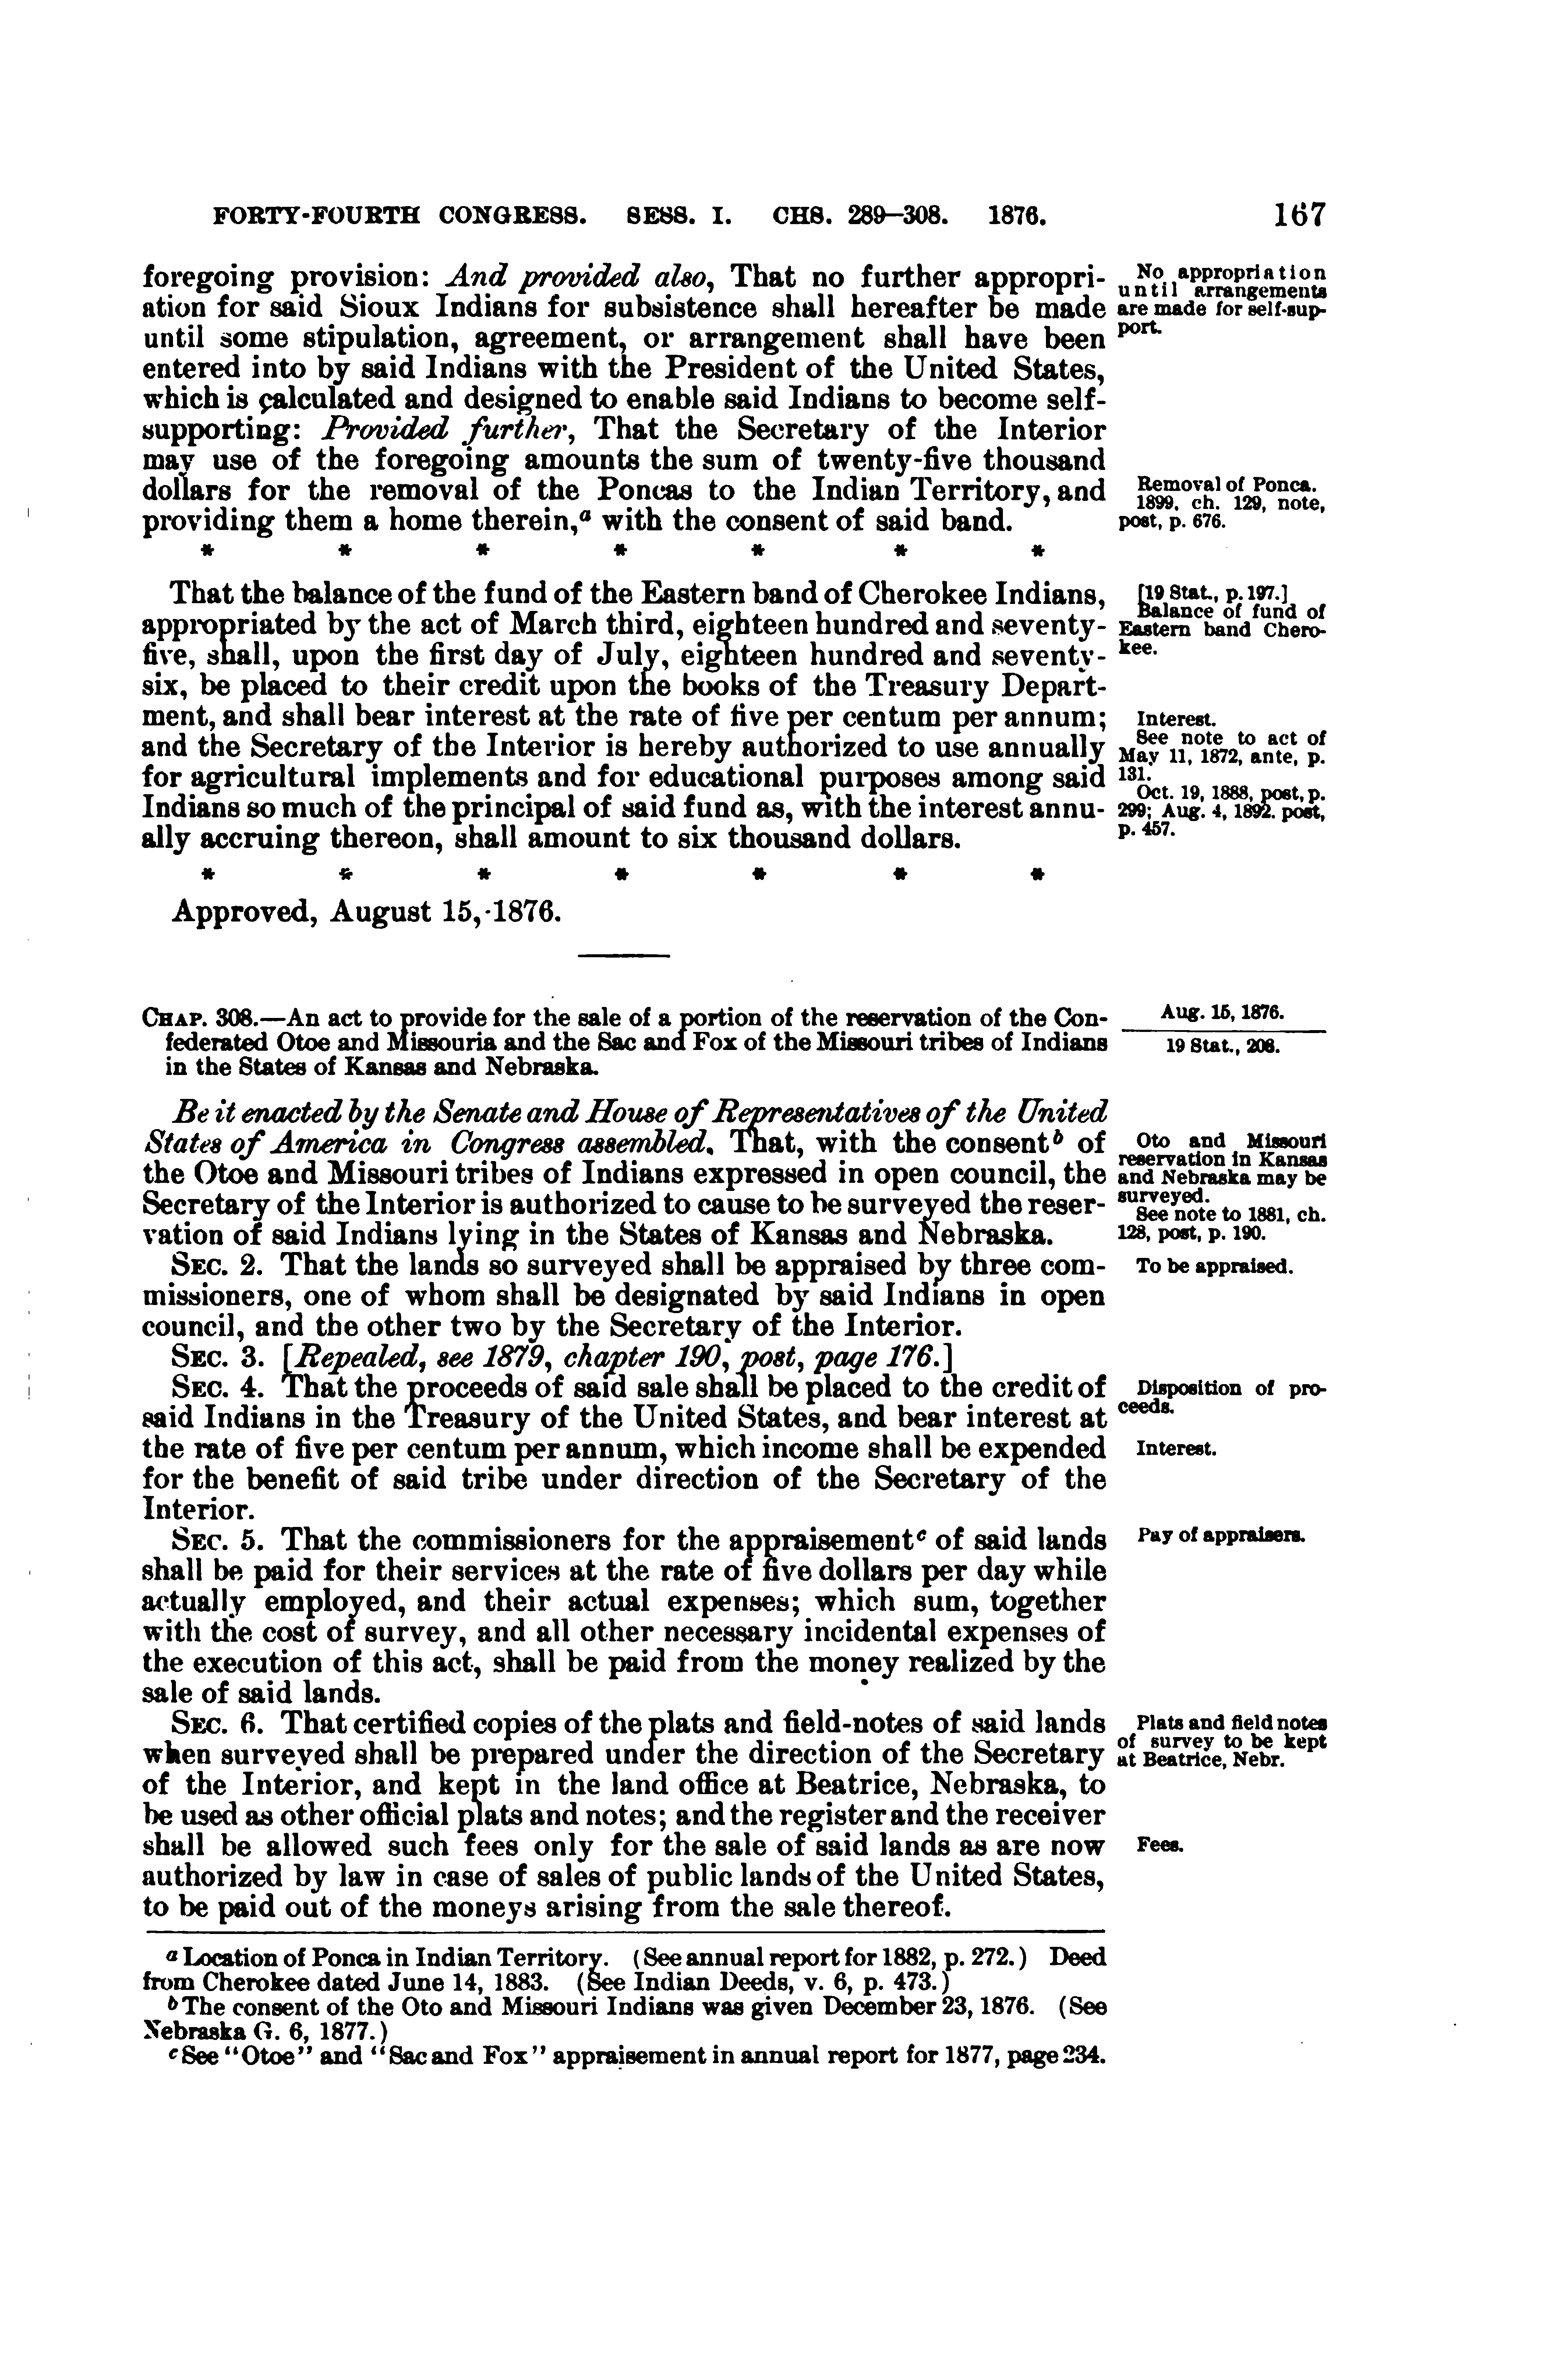 FORTY-FOURTH CONGRESS. SESS. I. CHS. 289–308. 1876. 167
foregoing provision: And provided also, That no further appropri-
ation for said Sioux Indians for subsistence shall hereafter be made
until some stipulation, agreement, or arrangement shall have been
entered into by said Indians with the President of the United States,
which is calculated and designed to enable said Indians to become self-
supporting: Provided further, That the Secretary of the Interior
may use of the foregoing amounts the sum of twenty-five thousand
dollars for the removal of the Poncas to the Indian Territory, and
providing them a home therein,a with the consent of said band.
No appropriation
until arrangements
are made for self-sup-
port.
Removal of Ponca.
1899, ch. 129, note,
post, p. 676.
* * * * * * *
That the balance of the fund of the Eastern band of Cherokee Indians,
appropriated by the act of March third, eighteen hundred and seventy-
five, shall, upon the first day of July, eighteen hundred and seventy-
six, be placed to their credit upon the books of the Treasury Depart-
ment, and shall bear interest at the rate of five per centum per annum;
and the Secretary of the Interior is hereby authorized to use annually
for agricultural implements and for educational purposes among said
Indians so much of the principal of said fund as, with the interest annu-
ally accruing thereon, shall amount to six thousand dollars.
[19 Stat., p. 197.]
Balance of fund of
Eastern band Chero-
kee.
Interest.
See note to act of
May 11, 1872, ante, p.
131.
Oct. 19, 1888, post, p.
299; Aug. 4, 1892. post,
p. 457.
* * * * * * *
Approved, August 15, 1876.
CHAP. 308.—An act to provide for the sale of a portion of the reservation of the Con-
federated Otoe and Missouria and the Sac and Fox of the Missouri tribes of Indians
in the States of Kansas and Nebraska.
Aug. 15, 1876.
19 Stat., 208.
Be it enacted by the Senate and House of Representatives of the United
States of America in Congress assembled, That, with the consentb of
the Otoe and Missouri tribes of Indians expressed in open council, the
Secretary of the Interior is authorized to cause to be surveyed the reser-
vation of said Indians lying in the States of Kansas and Nebraska.
Oto and Missouri
reservation in Kansas
and Nebraska may be
surveyed.
See note to 1881, ch.
128, post, p. 190.
SEC. 2. That the lands so surveyed shall be appraised by three com-
missioners, one of whom shall be designated by said Indians in open
council, and the other two by the Secretary of the Interior.
To be appraised.
SEC. 3. [Repealed, see 1879, chapter 190, post, page 176.]
SEC. 4. That the proceeds of said sale shall be placed to the credit of
said Indians in the Treasury of the United States, and bear interest at
the rate of five per centum per annum, which income shall be expended
for the benefit of said tribe under direction of the Secretary of the
Interior.
Disposition of pro-
ceeds.
Interest.
SEC. 5. That the commissioners for the appraisementc of said lands
shall be paid for their services at the rate of five dollars per day while
actually employed, and their actual expenses; which sum, together
with the cost of survey, and all other necessary incidental expenses of
the execution of this act, shall be paid from the money realized by the
sale of said lands.
Pay of appraisers.
SEC. 6. That certified copies of the plats and field-notes of said lands
when surveyed shall be prepared under the direction of the Secretary
of the Interior, and kept in the land office at Beatrice, Nebraska, to
be used as other official plats and notes; and the register and the receiver
shall be allowed such fees only for the sale of said lands as are now
authorized by law in case of sales of public lands of the United States,
to be paid out of the moneys arising from the sale thereof.
Plats and field notes
of survey to be kept
at Beatrice, Nebr.
Fees.
a Location of Ponca in Indian Territory. (See annual report for 1882, p. 272.) Deed
from Cherokee dated June 14, 1883. (See Indian Deeds, v. 6, p. 473.)
b The consent of the Oto and Missouri Indians was given December 23, 1876. (See
Nebraska G. 6, 1877.)
c See "Otoe" and "Sac and Fox" appraisement in annual report for 1877, page 234.